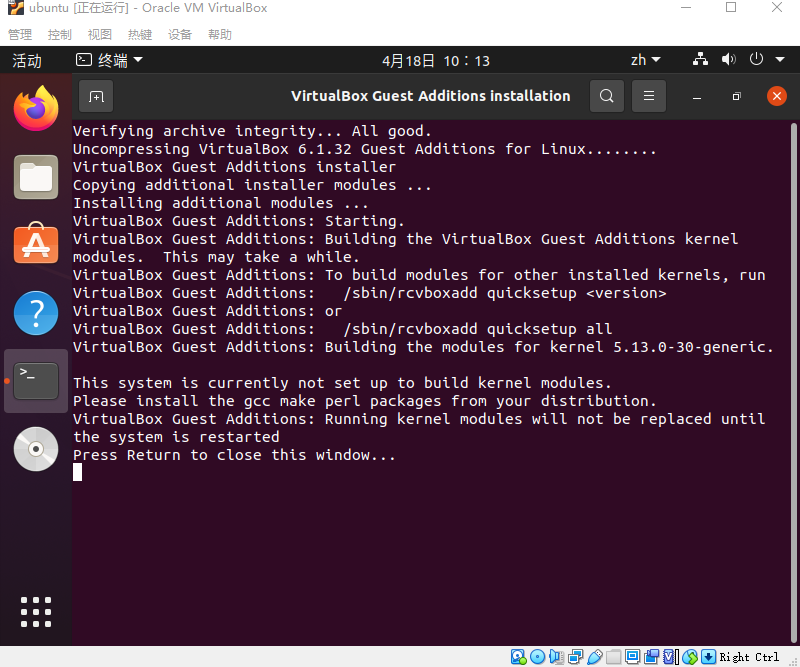 ubuntu [正在运行] - Oracle VM VirtualBox
管理 控制 视图 热键 设备 帮助
活动 终端 4月18日 10：13 zh
VirtualBox Guest Additions installation
Verifying archive integrity... All good.
Uncompressing VirtualBox 6.1.32 Guest Additions for Linux........
VirtualBox Guest Additions installer
Copying additional installer modules ...
Installing additional modules ...
VirtualBox Guest Additions: Starting.
VirtualBox Guest Additions: Building the VirtualBox Guest Additions kernel
modules.  This may take a while.
VirtualBox Guest Additions: To build modules for other installed kernels, run
VirtualBox Guest Additions:   /sbin/rcvboxadd quicksetup <version>
VirtualBox Guest Additions: or
VirtualBox Guest Additions:   /sbin/rcvboxadd quicksetup all
VirtualBox Guest Additions: Building the modules for kernel 5.13.0-30-generic.
This system is currently not set up to build kernel modules.
Please install the gcc make perl packages from your distribution.
VirtualBox Guest Additions: Running kernel modules will not be replaced until
the system is restarted
Press Return to close this window...
Right Ctrl